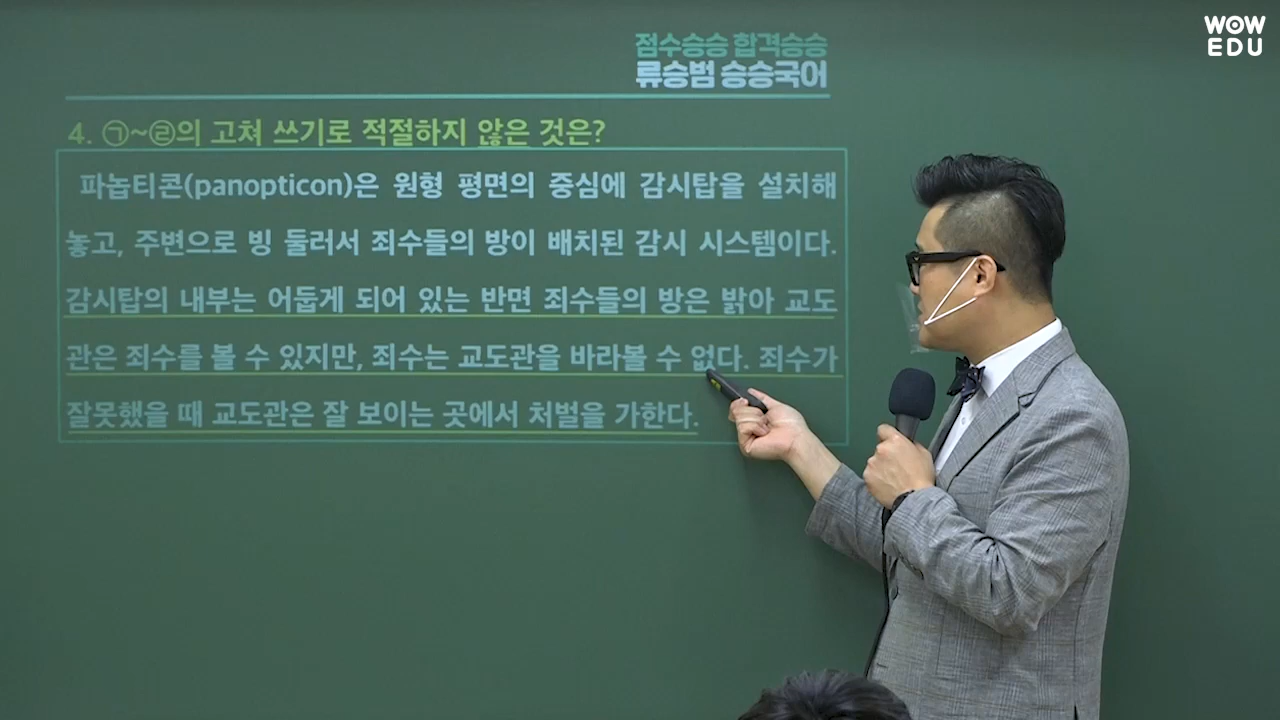 WOW
EDU
점수승승 합격승승
류승범 승승국어
4. ㉠~㉣의 고쳐 쓰기로 적절하지 않은 것은?
파놉티콘(panopticon)은 원형 평면의 중심에 감시탑을 설치해
놓고, 주변으로 빙 둘러서 죄수들의 방이 배치된 감시 시스템이다.
감시탑의 내부는 어둡게 되어 있는 반면 죄수들의 방은 밝아 교도
관은 죄수를 볼 수 있지만, 죄수는 교도관을 바라볼 수 없다. 죄수가
잘못했을 때 교도관은 잘 보이는 곳에서 처벌을 가한다.